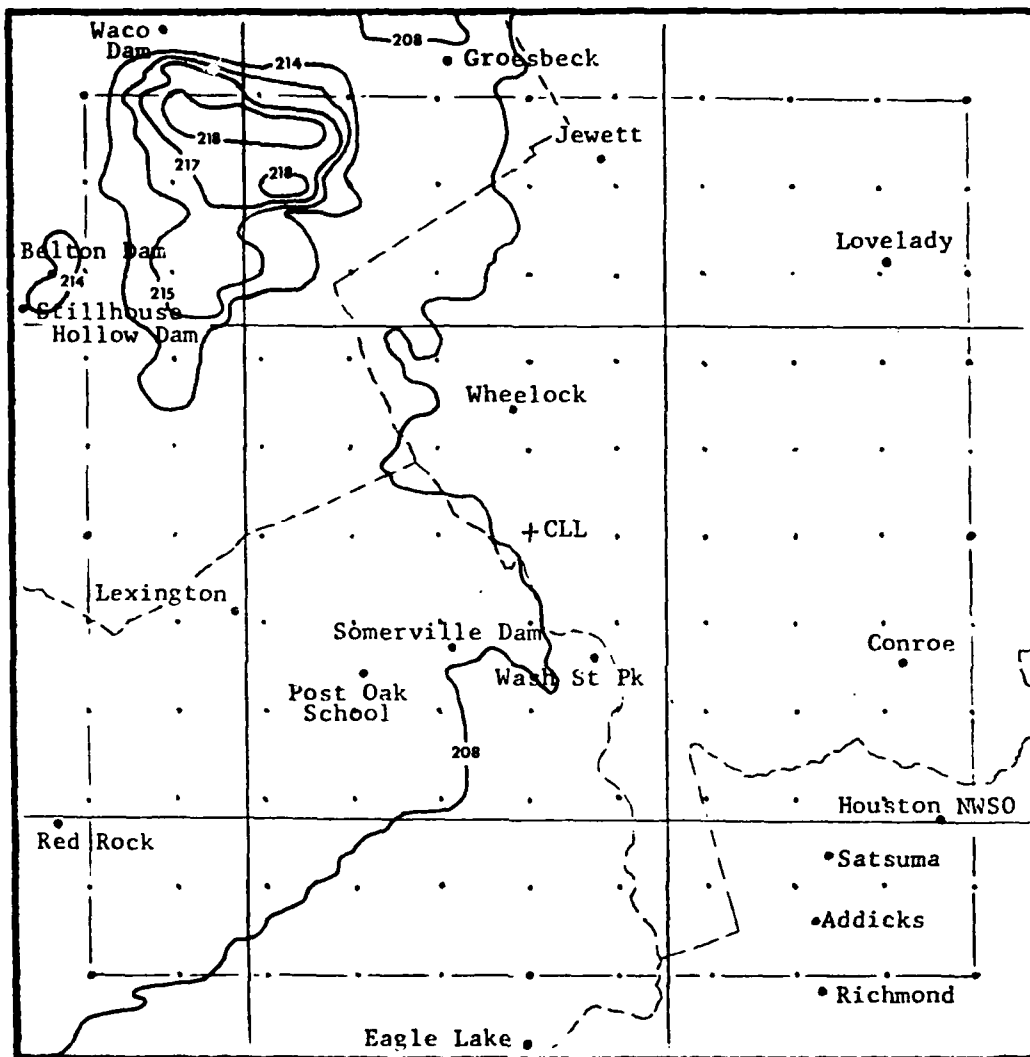 Waco
Dam
208
214
Groesbeck
Jewett
218
217
218
Belton Dam
Lovelady
214
215
Stillhouse
Hollow Dam
Wheelock
CLL
Lexington
Somerville Dam
Conroe
Wash St Pk
Post Oak
School
208
Houston NWSO
Red Rock
Satsuma
Addicks
Richmond
Eagle Lake